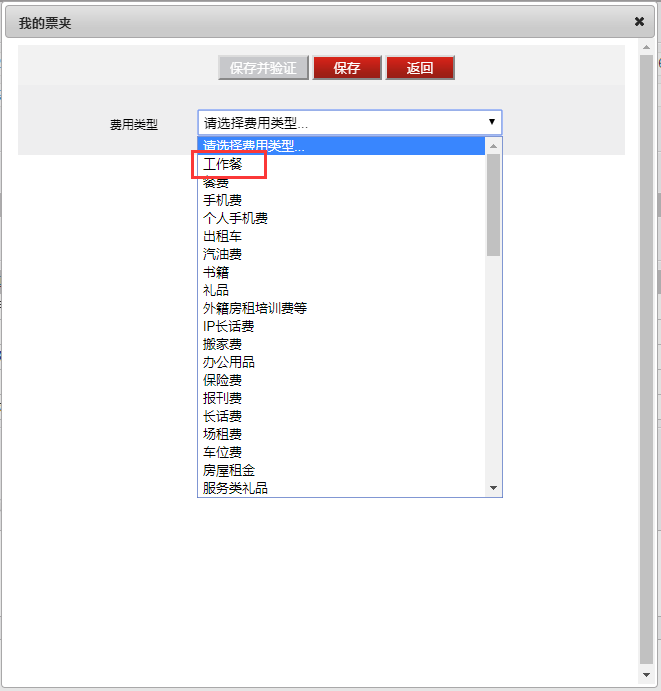 我的票夹
保存并验证 保存 返回
费用类型 请选择费用类型...
请选择费用类型...
工作餐
餐费
手机费
个人手机费
出租车
汽油费
书籍
礼品
外籍房租培训费等
IP长话费
搬家费
办公用品
保险费
报刊费
长话费
场租费
车位费
房屋租金
服务类礼品